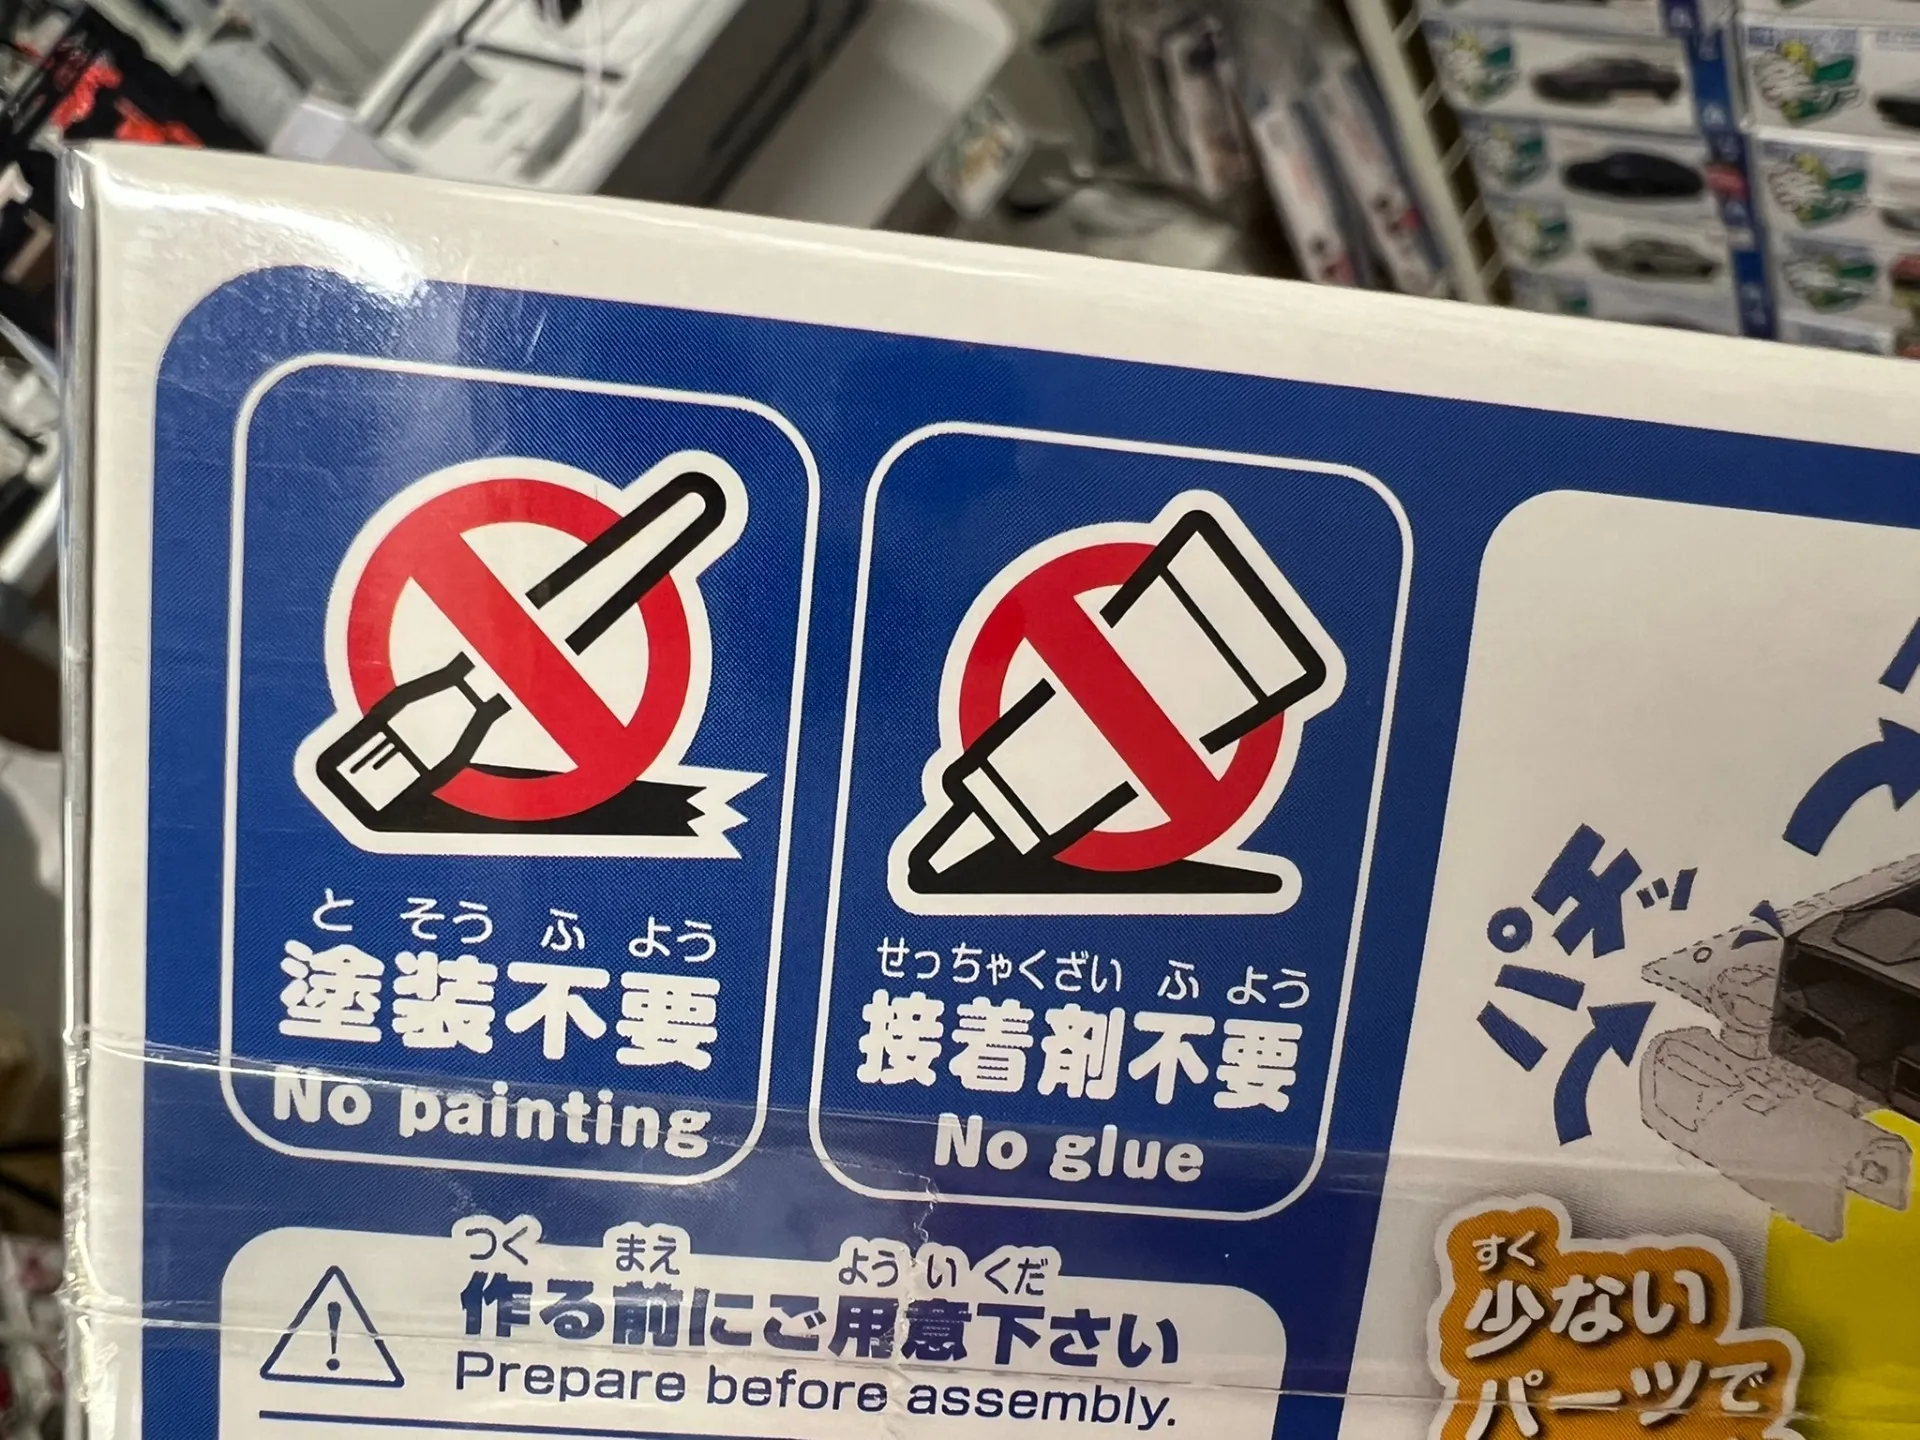 と そう ふ よう
塗装不要
No painting
せっちゃくざい ふ よう
接着剤不要
No glue
つく まえ よう い くだ
作る前にご用意下さい
Prepare before assembly.
パチッ
すく
少ない
パーツで